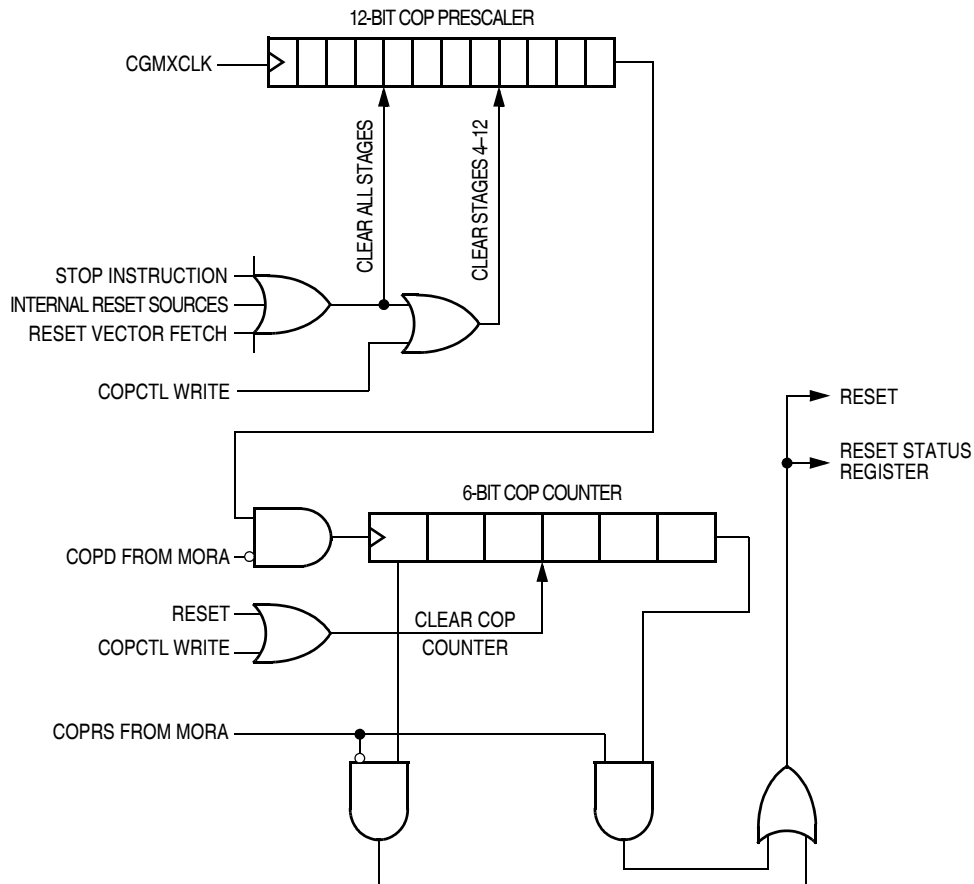 12-BIT COP PRESCALER
CGMXCLK
CLEAR ALL STAGES
CLEAR STAGES 4–12
STOP INSTRUCTION
INTERNAL RESET SOURCES
RESET VECTOR FETCH
COPCTL WRITE
RESET
RESET STATUS
REGISTER
6-BIT COP COUNTER
COPD FROM MORA
RESET
CLEAR COP
COPCTL WRITE
COUNTER
COPRS FROM MORA